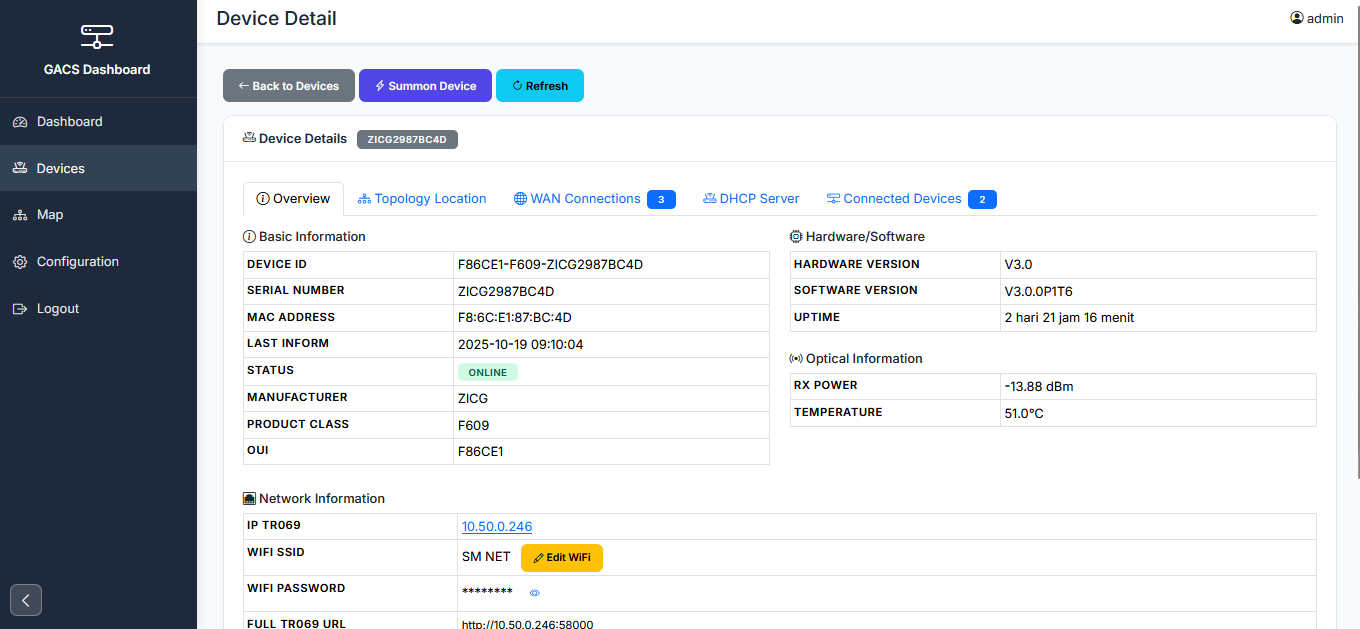 Device Detail
admin
GACS Dashboard
Dashboard
Devices
Map
Configuration
Logout
Back to Devices
Summon Device
Refresh
Device Details ZICG2987BC4D
Overview
Topology Location
WAN Connections 3
DHCP Server
Connected Devices 2
Basic Information
DEVICE ID F86CE1-F609-ZICG2987BC4D
SERIAL NUMBER ZICG2987BC4D
MAC ADDRESS F8:6C:E1:87:BC:4D
LAST INFORM 2025-10-19 09:10:04
STATUS ONLINE
MANUFACTURER ZICG
PRODUCT CLASS F609
OUI F86CE1
Hardware/Software
HARDWARE VERSION V3.0
SOFTWARE VERSION V3.0.0P1T6
UPTIME 2 hari 21 jam 16 menit
Optical Information
RX POWER -13.88 dBm
TEMPERATURE 51.0°C
Network Information
IP TR069 10.50.0.246
WIFI SSID SM NET Edit WiFi
WIFI PASSWORD ********
FULL TR069 URL http://10.50.0.246:58000